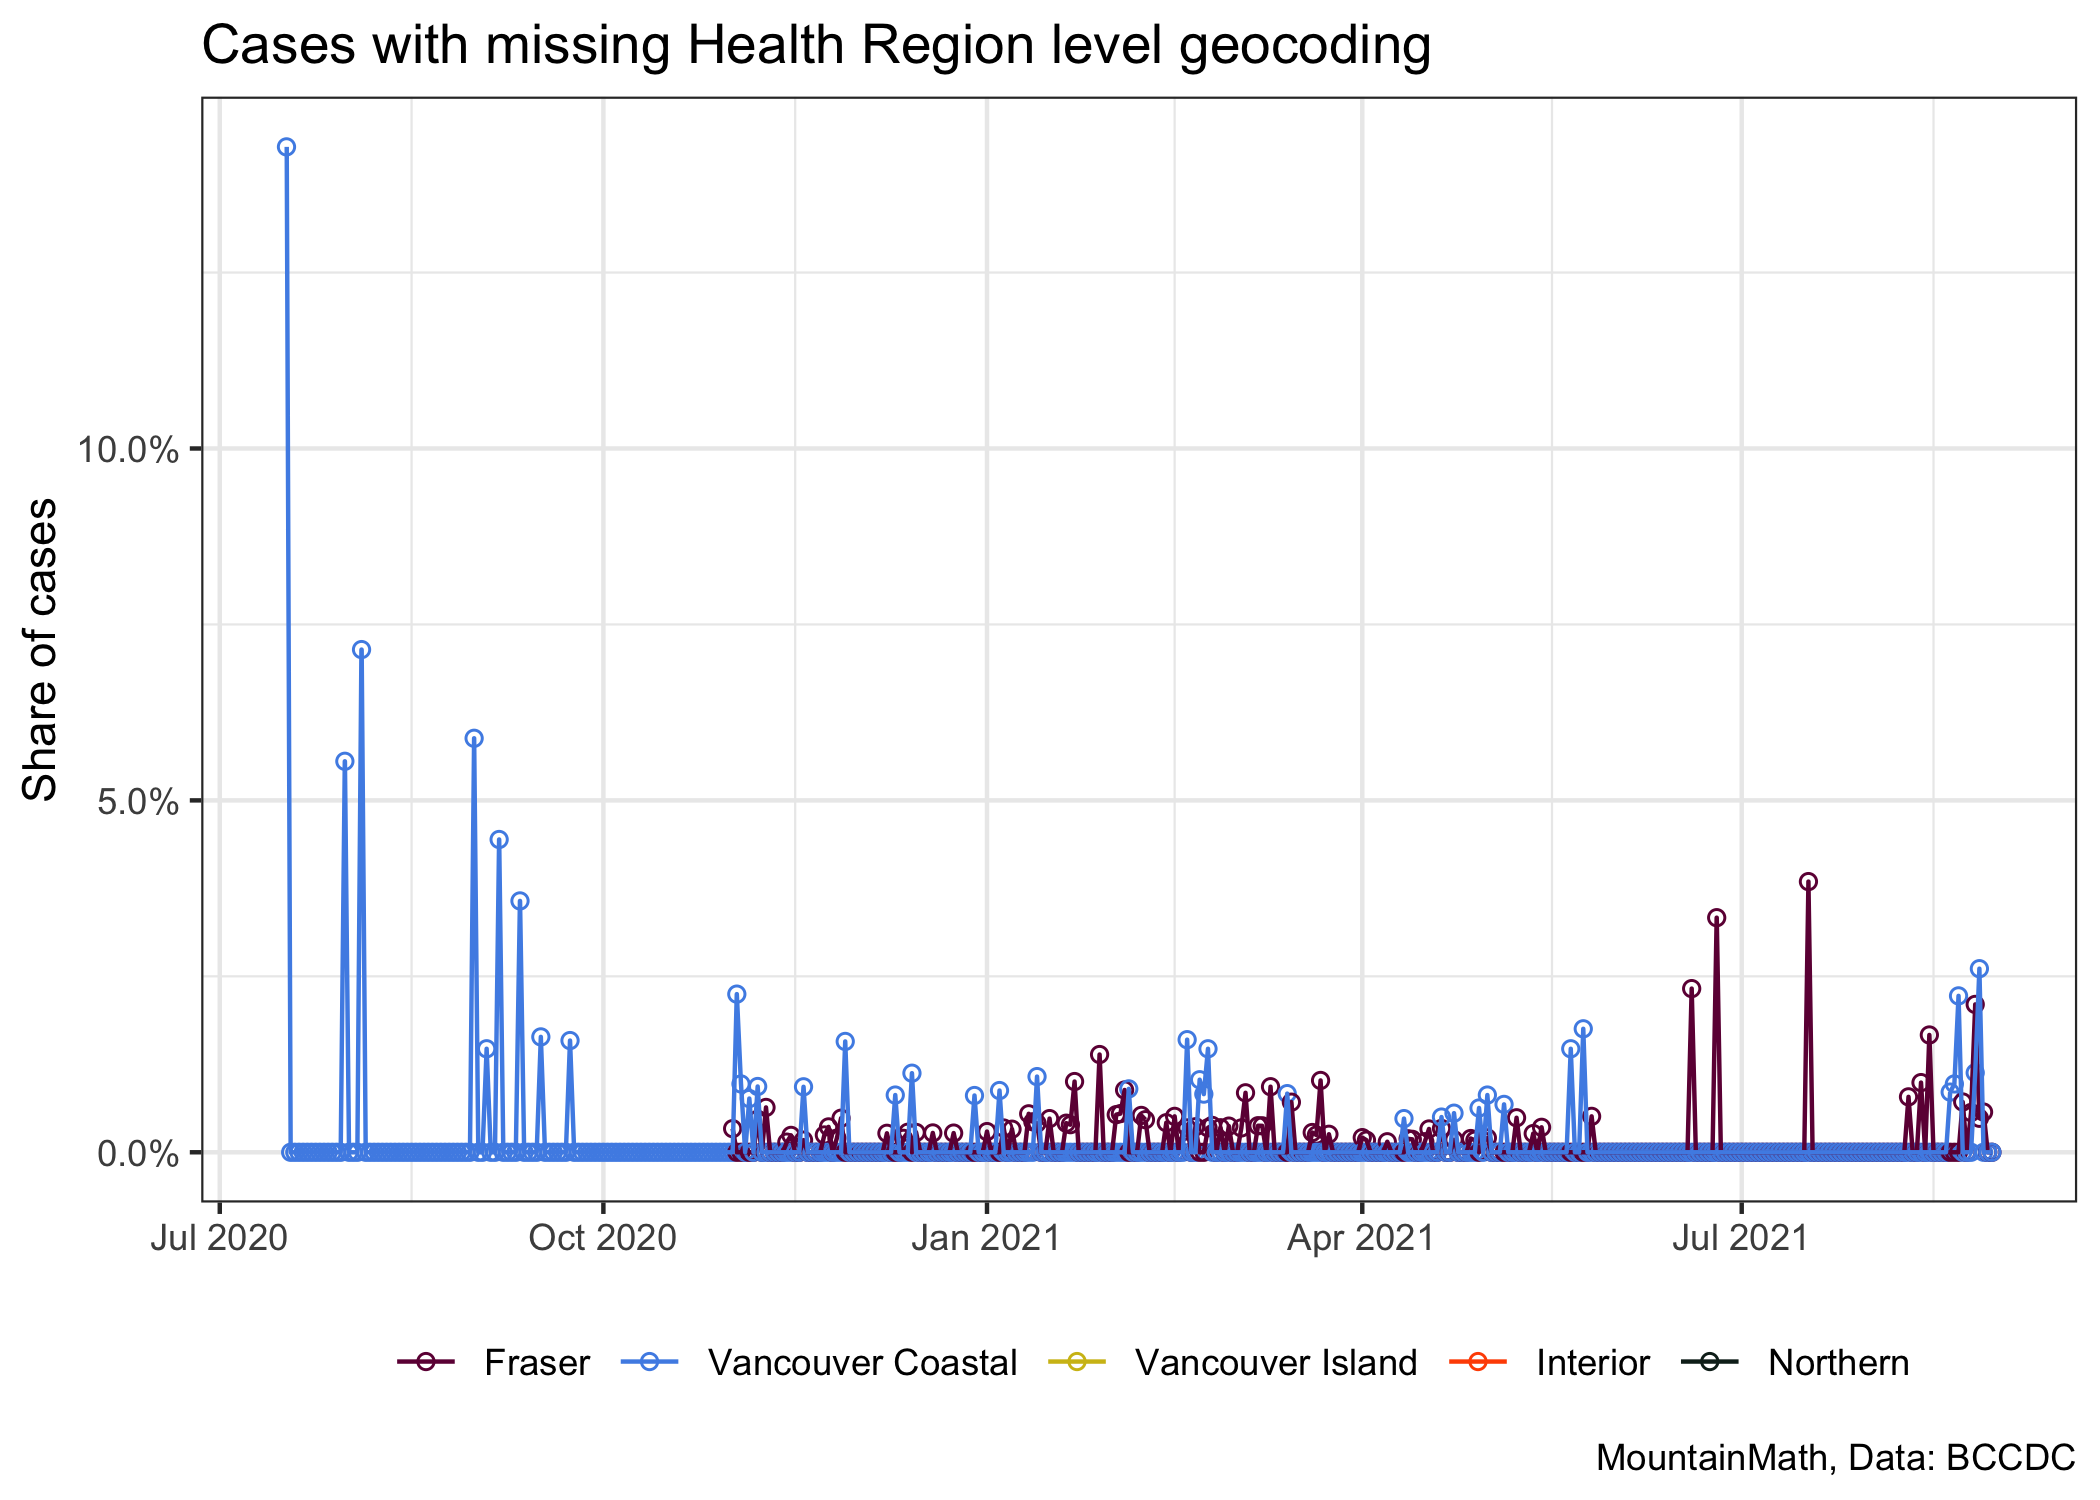 Cases with missing Health Region level geocoding
Share of cases
10.0%
5.0%
0.0%
Jul 2020 Oct 2020 Jan 2021 Apr 2021 Jul 2021
Fraser Vancouver Coastal Vancouver Island Interior Northern
MountainMath, Data: BCCDC